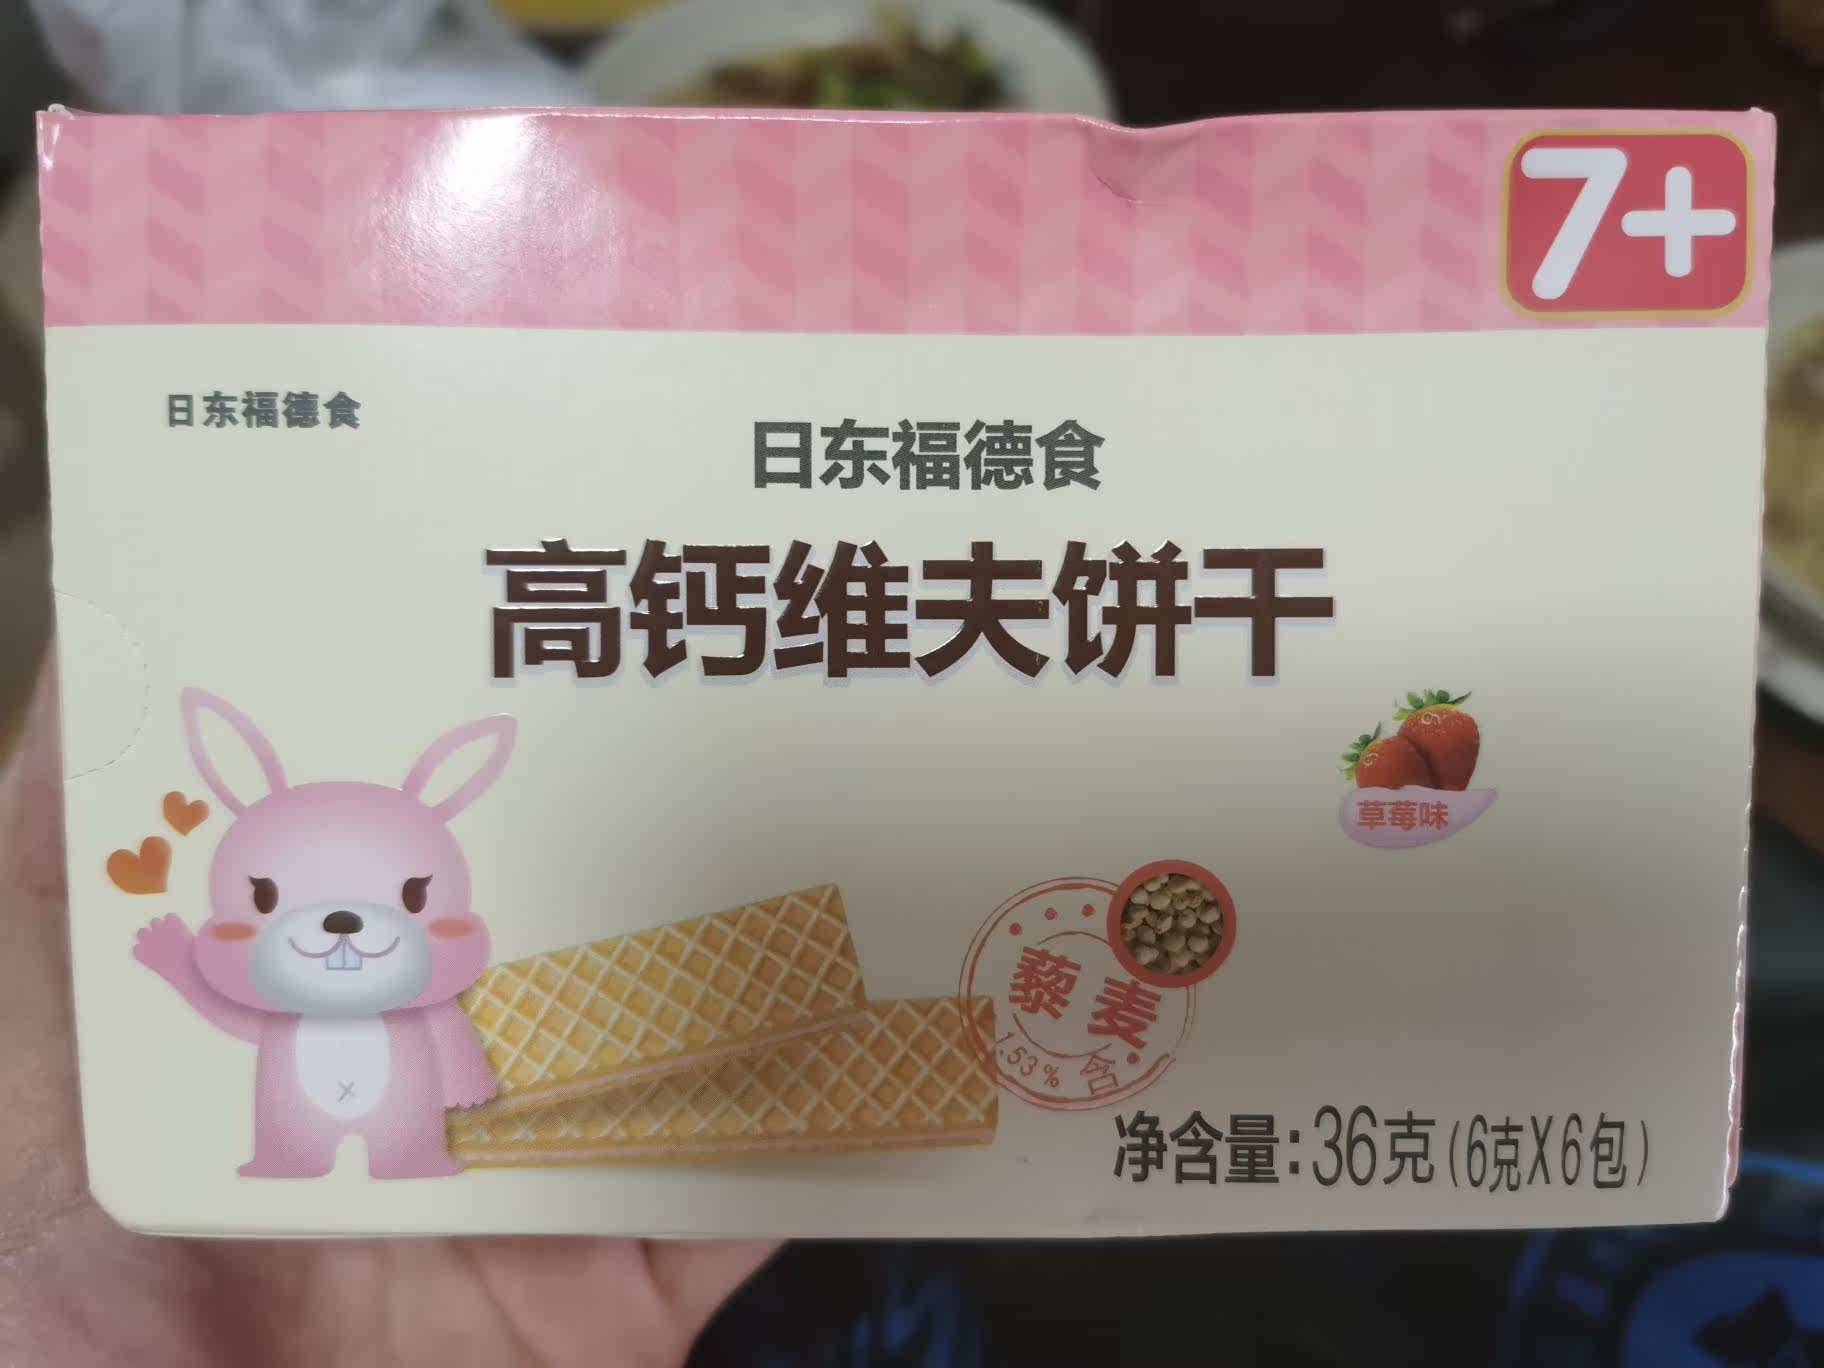 7+
日东福德食
日东福德食
高钙维夫饼干
草莓味
藜麦
1.53% 含
净含量:36克(6克X6包)